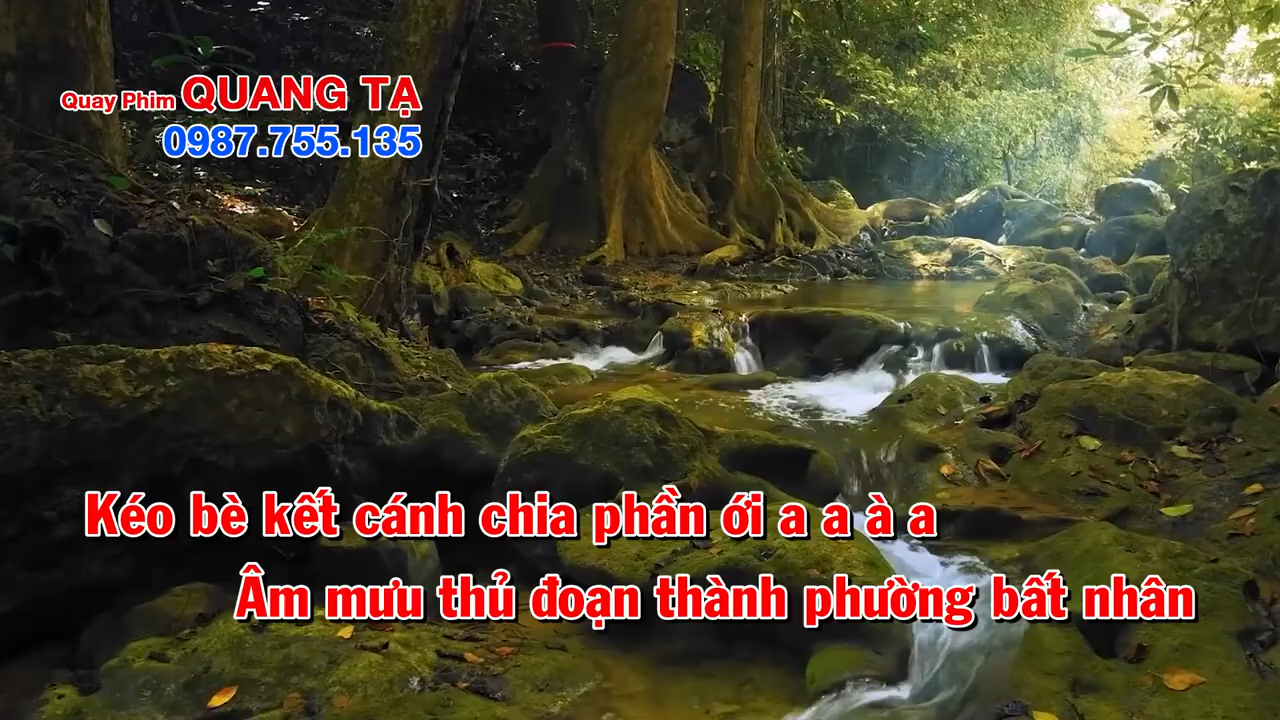 Quay Phim QUANG TẠ
0987.755.135
Kéo bè kết cánh chia phần ới a a à a
Âm mưu thủ đoạn thành phường bất nhân